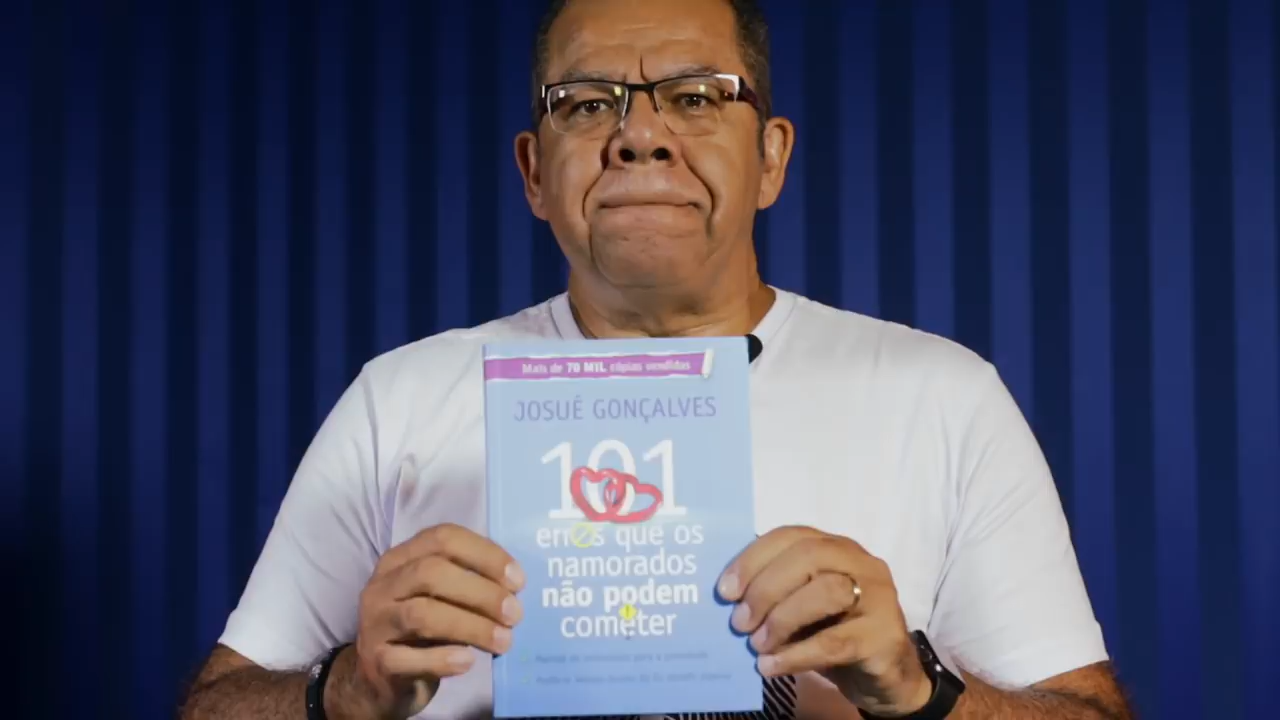 Mais de 70 MIL cópias vendidas
JOSUÉ GONÇALVES
101
erros que os
namorados
não podem
cometer